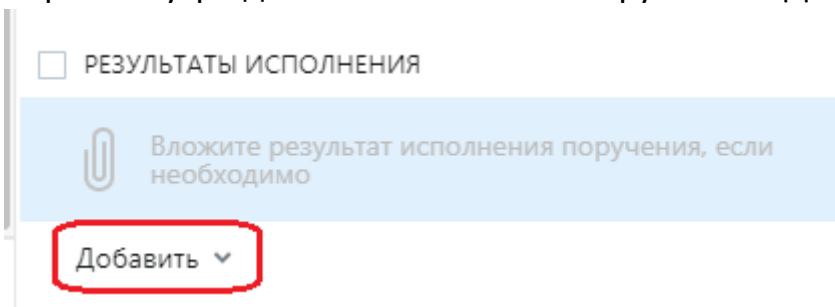 РЕЗУЛЬТАТЫ ИСПОЛНЕНИЯ
Вложите результат исполнения поручения, если
необходимо
Добавить